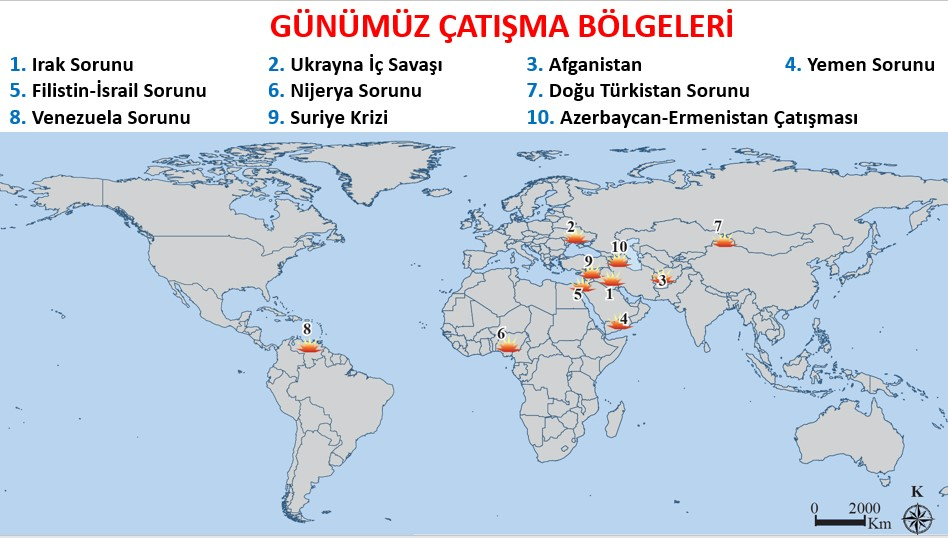 GÜNÜMÜZ ÇATIŞMA BÖLGELERİ
1. Irak Sorunu 2. Ukrayna İç Savaşı 3. Afganistan 4. Yemen Sorunu
5. Filistin-İsrail Sorunu 6. Nijerya Sorunu 7. Doğu Türkistan Sorunu
8. Venezuela Sorunu 9. Suriye Krizi 10. Azerbaycan-Ermenistan Çatışması
7
2
10
9
3
5
1
4
8
6
K
0 2000
Km